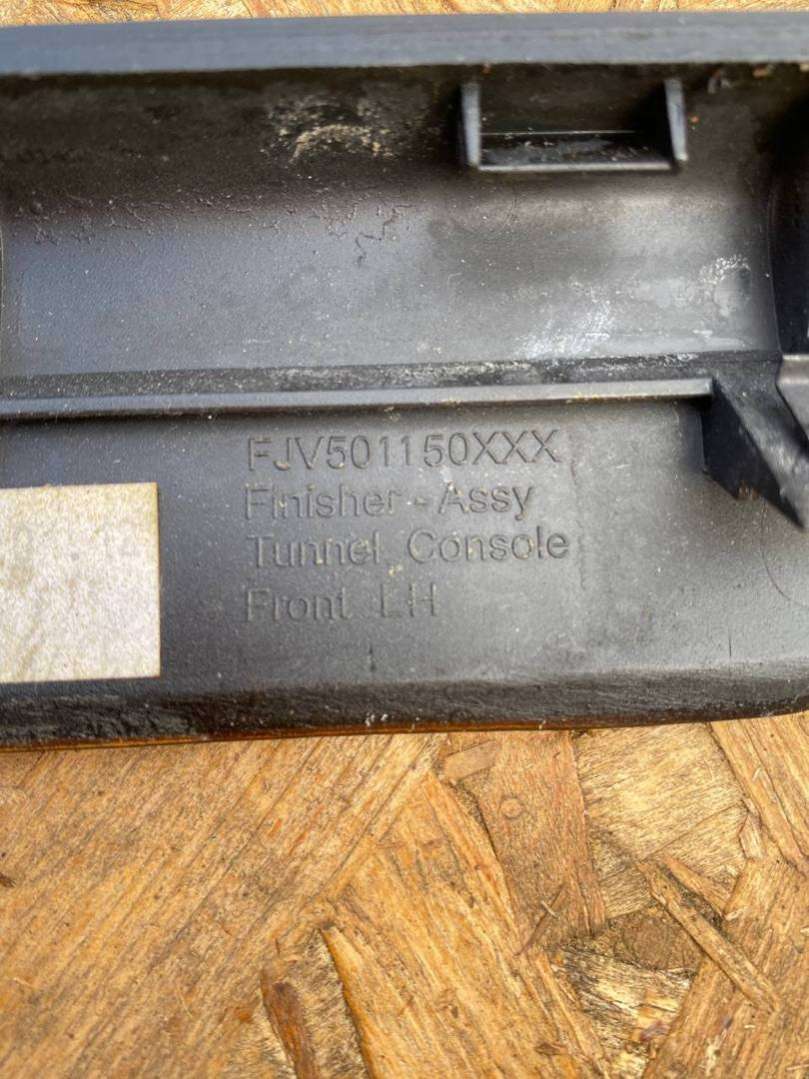 FJV501150XXX
Finisher - Assy
Tunnel Console
Front LH